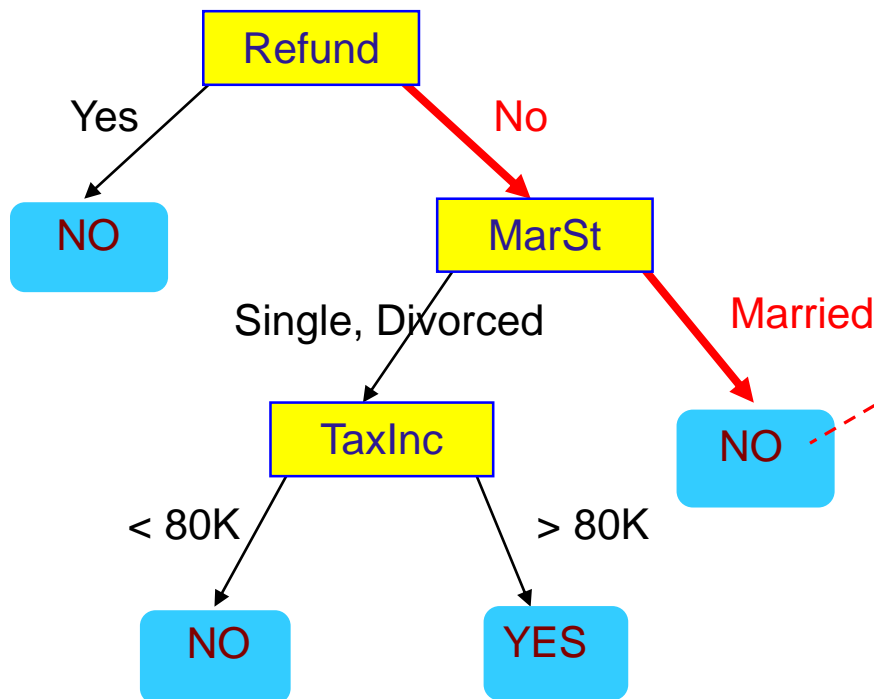 Refund
Yes
No
NO
MarSt
Single, Divorced
Married
TaxInc
NO
< 80K
> 80K
NO
YES